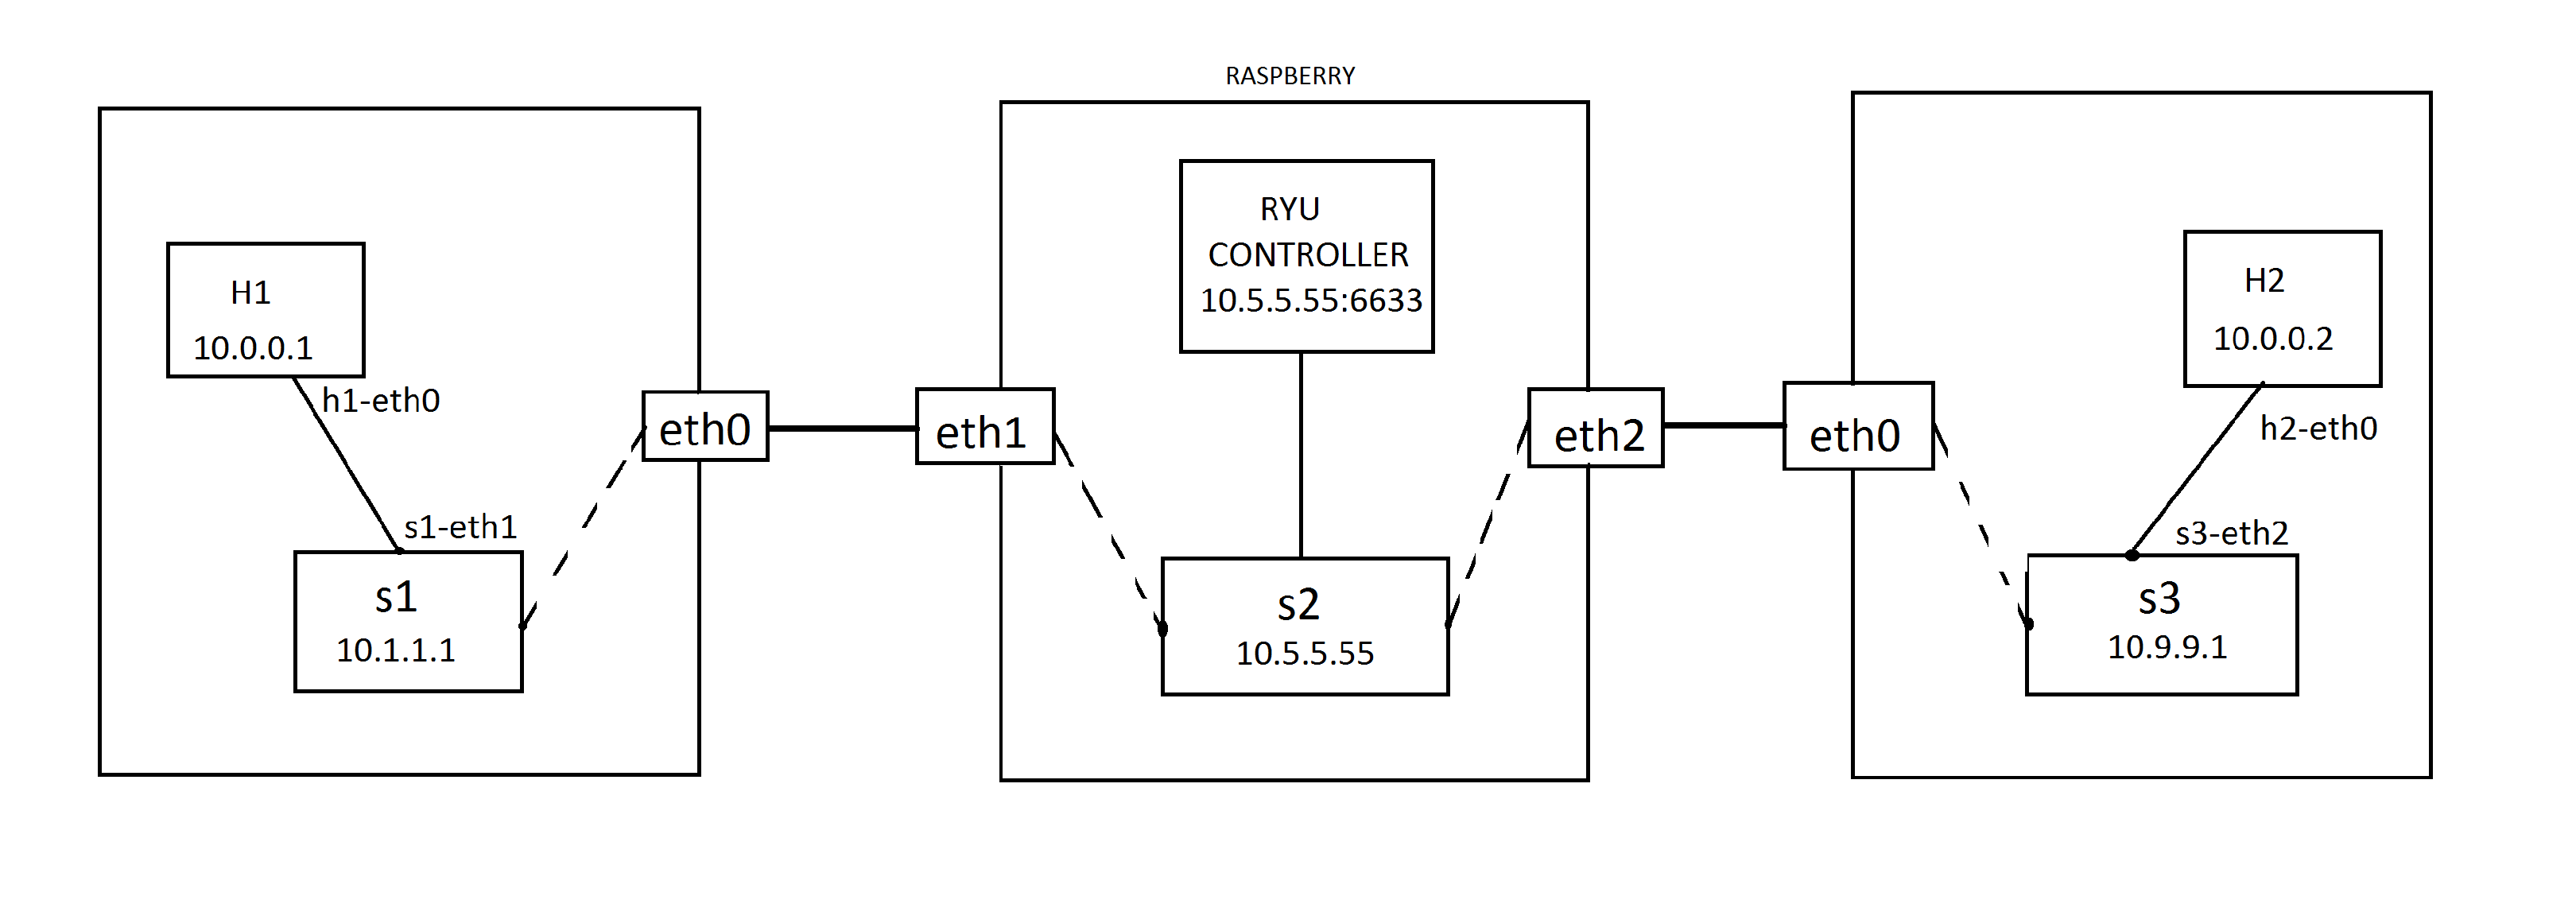 RASPBERRY
H1
10.0.0.1
h1-eth0
s1-eth1
s1
10.1.1.1
eth0
eth1
RYU
CONTROLLER
10.5.5.55:6633
s2
10.5.5.55
eth2
eth0
H2
10.0.0.2
h2-eth0
s3-eth2
s3
10.9.9.1